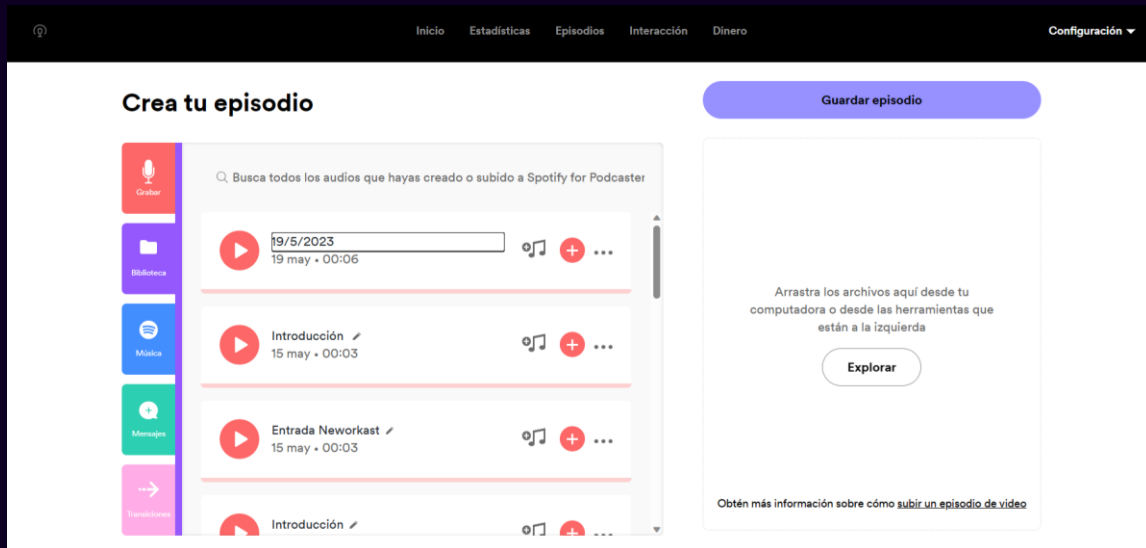 Inicio Estadísticas Episodios Interacción Dinero Configuración
Crea tu episodio
Guardar episodio
Grabar
Biblioteca
Música
Mensajes
Transiciones
Busca todos los audios que hayas creado o subido a Spotify for Podcaster
19/5/2023
19 may • 00:06
Introducción
15 may • 00:03
Entrada Neworkast
15 may • 00:03
Introducción
Arrastra los archivos aquí desde tu
computadora o desde las herramientas que
están a la izquierda
Explorar
Obtén más información sobre cómo subir un episodio de video